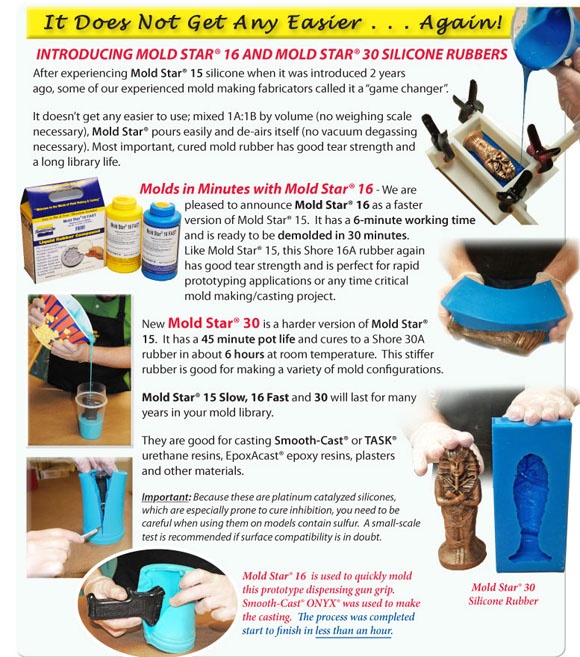 It Does Not Get Any Easier . . . Again!
INTRODUCING MOLD STAR® 16 AND MOLD STAR® 30 SILICONE RUBBERS
After experiencing Mold Star® 15 silicone when it was introduced 2 years
ago, some of our experienced mold making fabricators called it a "game changer".
It doesn't get any easier to use; mixed 1A:1B by volume (no weighing scale
necessary), Mold Star® pours easily and de-airs itself (no vacuum degassing
necessary). Most important, cured mold rubber has good tear strength and
a long library life.
Molds in Minutes with Mold Star® 16 - We are
pleased to announce Mold Star® 16 as a faster
version of Mold Star® 15. It has a 6-minute working time
and is ready to be demolded in 30 minutes.
Like Mold Star® 15, this Shore 16A rubber again
has good tear strength and is perfect for rapid
prototyping applications or any time critical
mold making/casting project.
Mold Star® 16 FAST
Liquid Rubber Compound
New Mold Star® 30 is a harder version of Mold Star®
15. It has a 45 minute pot life and cures to a Shore 30A
rubber in about 6 hours at room temperature. This stiffer
rubber is good for making a variety of mold configurations.
Mold Star® 15 Slow, 16 Fast and 30 will last for many
years in your mold library.
They are good for casting Smooth-Cast® or TASK®
urethane resins, EpoxAcast® epoxy resins, plasters
and other materials.
Important: Because these are platinum catalyzed silicones,
which are especially prone to cure inhibition, you need to be
careful when using them on models contain sulfur. A small-scale
test is recommended if surface compatibility is in doubt.
Mold Star® 16 is used to quickly mold
this prototype dispensing gun grip.
Smooth-Cast® ONYX® was used to make
the casting. The process was completed
start to finish in less than an hour.
Mold Star® 30
Silicone Rubber